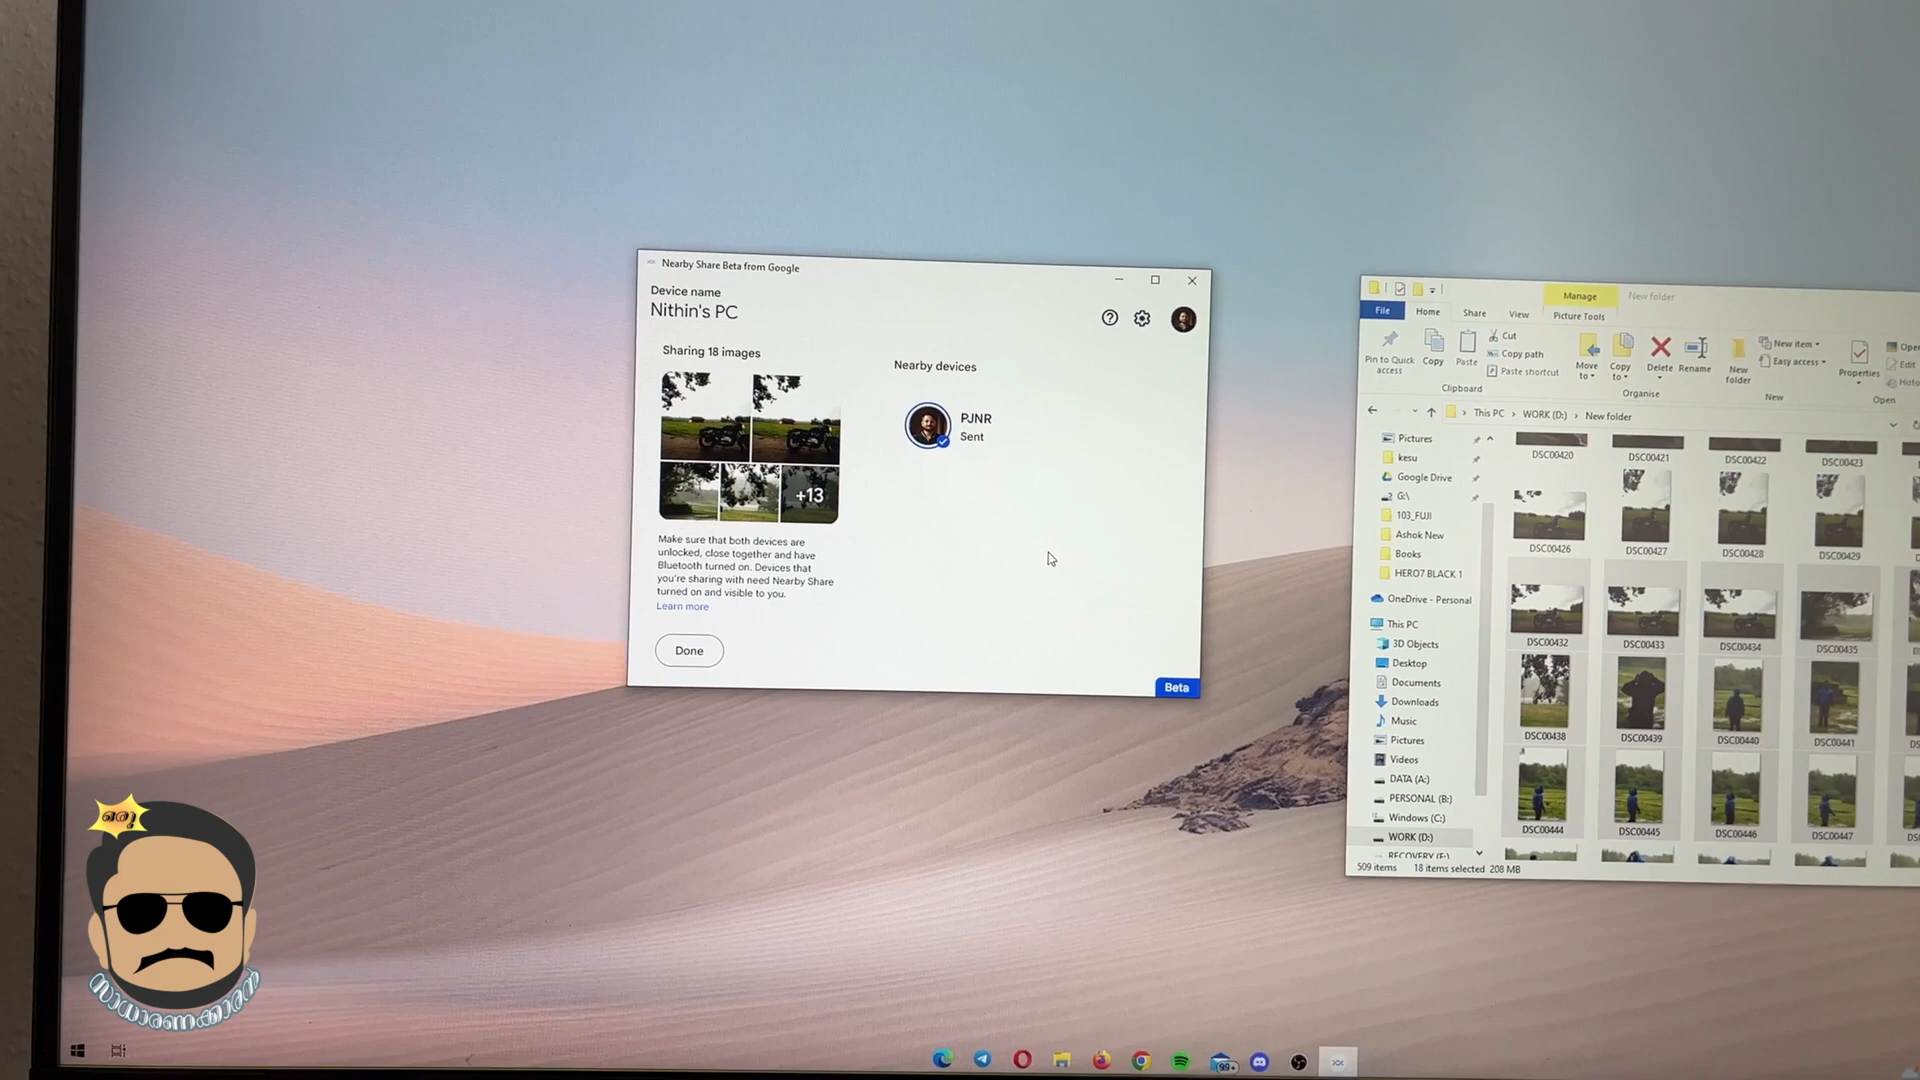 Nearby Share Beta from Google
Device name
Nithin's PC
Sharing 18 images
+13
Make sure that both devices are
unlocked, close together and have
Bluetooth turned on. Devices that
you're sharing with need Nearby Share
turned on and visible to you.
Learn more
Done
Nearby devices
PJNR
Sent
Beta
Manage
New folder
File
Home
Share
View
Picture Tools
Pin to Quick
access
Copy
Paste
Cut
Copy path
Paste shortcut
Clipboard
Move
to
Copy
to
Delete
Rename
Organise
New
folder
New item
Easy access
New
Properties
Edit
Open
This PC > WORK (D:) > New folder
Pictures
kesu
Google Drive
G:\
103_FUJI
Ashok New
Books
HERO7 BLACK 1
OneDrive - Personal
This PC
3D Objects
Desktop
Documents
Downloads
Music
Pictures
Videos
DATA (A:)
PERSONAL (B:)
Windows (C:)
WORK (D:)
RECOVERY (E:)
DSC00420 DSC00421 DSC00422 DSC00423
DSC00426 DSC00427 DSC00428 DSC00429
DSC00432 DSC00433 DSC00434 DSC00435
DSC00438 DSC00439 DSC00440 DSC00441
DSC00444 DSC00445 DSC00446 DSC00447
509 items 18 items selected 208 MB
ഒരു
സാധാരണക്കാരൻ
99+